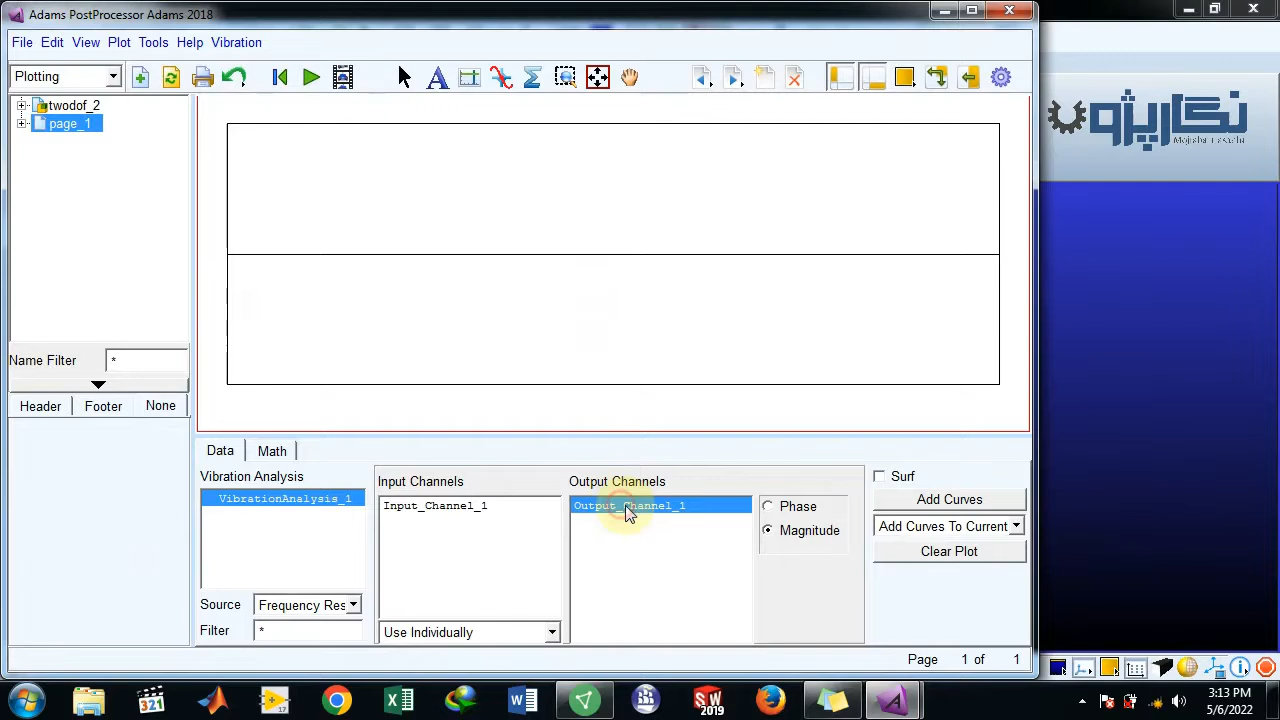 Adams PostProcessor Adams 2018
File Edit View Plot Tools Help Vibration
Plotting
twodof_2
page_1
نگارپژو
Name Filter *
Header Footer None
Data Math
Vibration Analysis
VibrationAnalysis_1
Source Frequency Res
Filter *
Input Channels
Input_Channel_1
Use Individually
Output Channels
Output_Channel_1
Phase
Magnitude
Surf
Add Curves
Add Curves To Current
Clear Plot
Page 1 of 1
321
17
2019
3:13 PM
5/6/2022